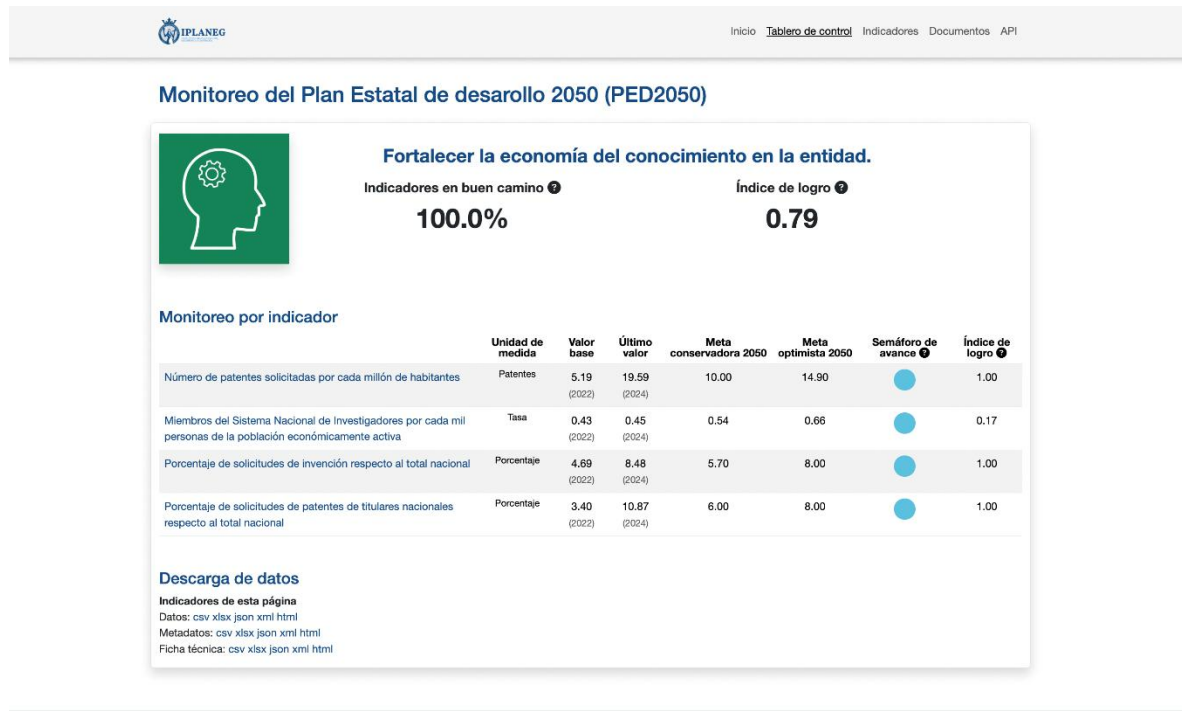 IPLANEG
Inicio Tablero de control Indicadores Documentos API
Monitoreo del Plan Estatal de desarollo 2050 (PED2050)
Fortalecer la economía del conocimiento en la entidad.
Indicadores en buen camino ? Índice de logro ?
100.0% 0.79
Monitoreo por indicador
Unidad de medida Valor base Último valor Meta conservadora 2050 Meta optimista 2050 Semáforo de avance ? Índice de logro ?
Número de patentes solicitadas por cada millón de habitantes Patentes 5.19 19.59 10.00 14.90 1.00
(2022) (2024)
Miembros del Sistema Nacional de Investigadores por cada mil Tasa 0.43 0.45 0.54 0.66 0.17
personas de la población económicamente activa (2022) (2024)
Porcentaje de solicitudes de invención respecto al total nacional Porcentaje 4.69 8.48 5.70 8.00 1.00
(2022) (2024)
Porcentaje de solicitudes de patentes de titulares nacionales Porcentaje 3.40 10.87 6.00 8.00 1.00
respecto al total nacional (2022) (2024)
Descarga de datos
Indicadores de esta página
Datos: csv xlsx json xml html
Metadatos: csv xlsx json xml html
Ficha técnica: csv xlsx json xml html